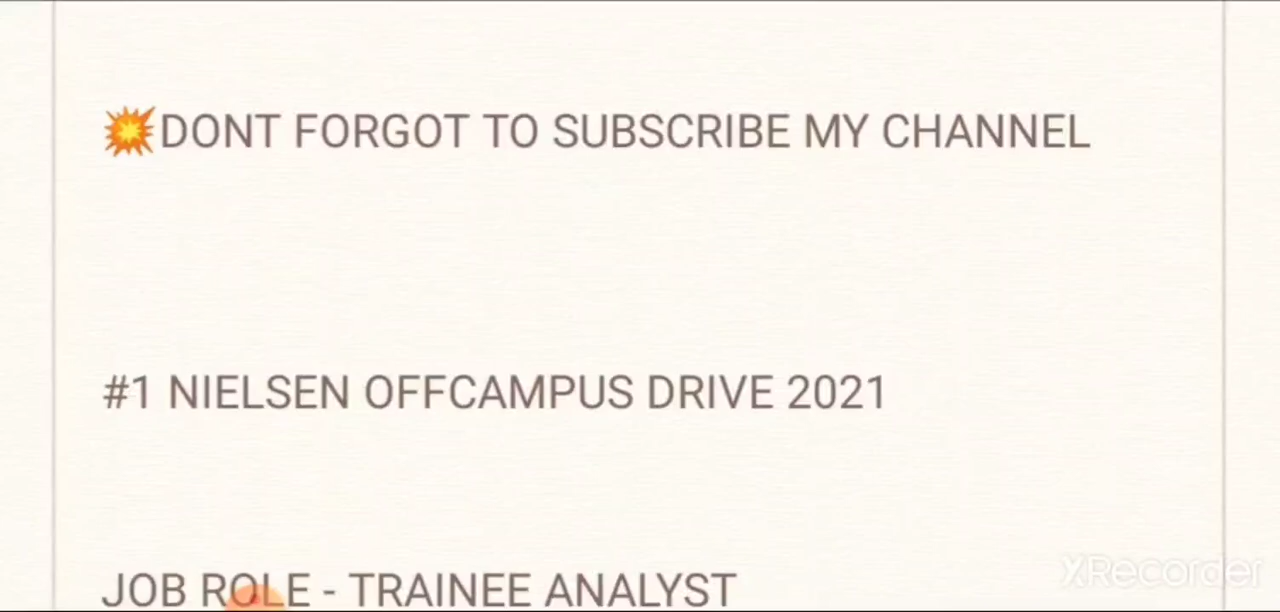 💥DONT FORGOT TO SUBSCRIBE MY CHANNEL
#1 NIELSEN OFFCAMPUS DRIVE 2021
JOB ROLE - TRAINEE ANALYST
XRecorder